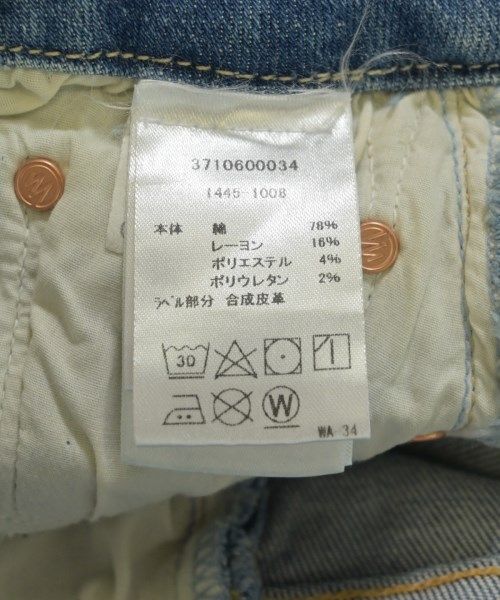 3710600034
1445-1008
本体 綿 78%
レーヨン 16%
ポリエステル 4%
ポリウレタン 2%
ラベル部分 合成皮革
30
W
WA-34